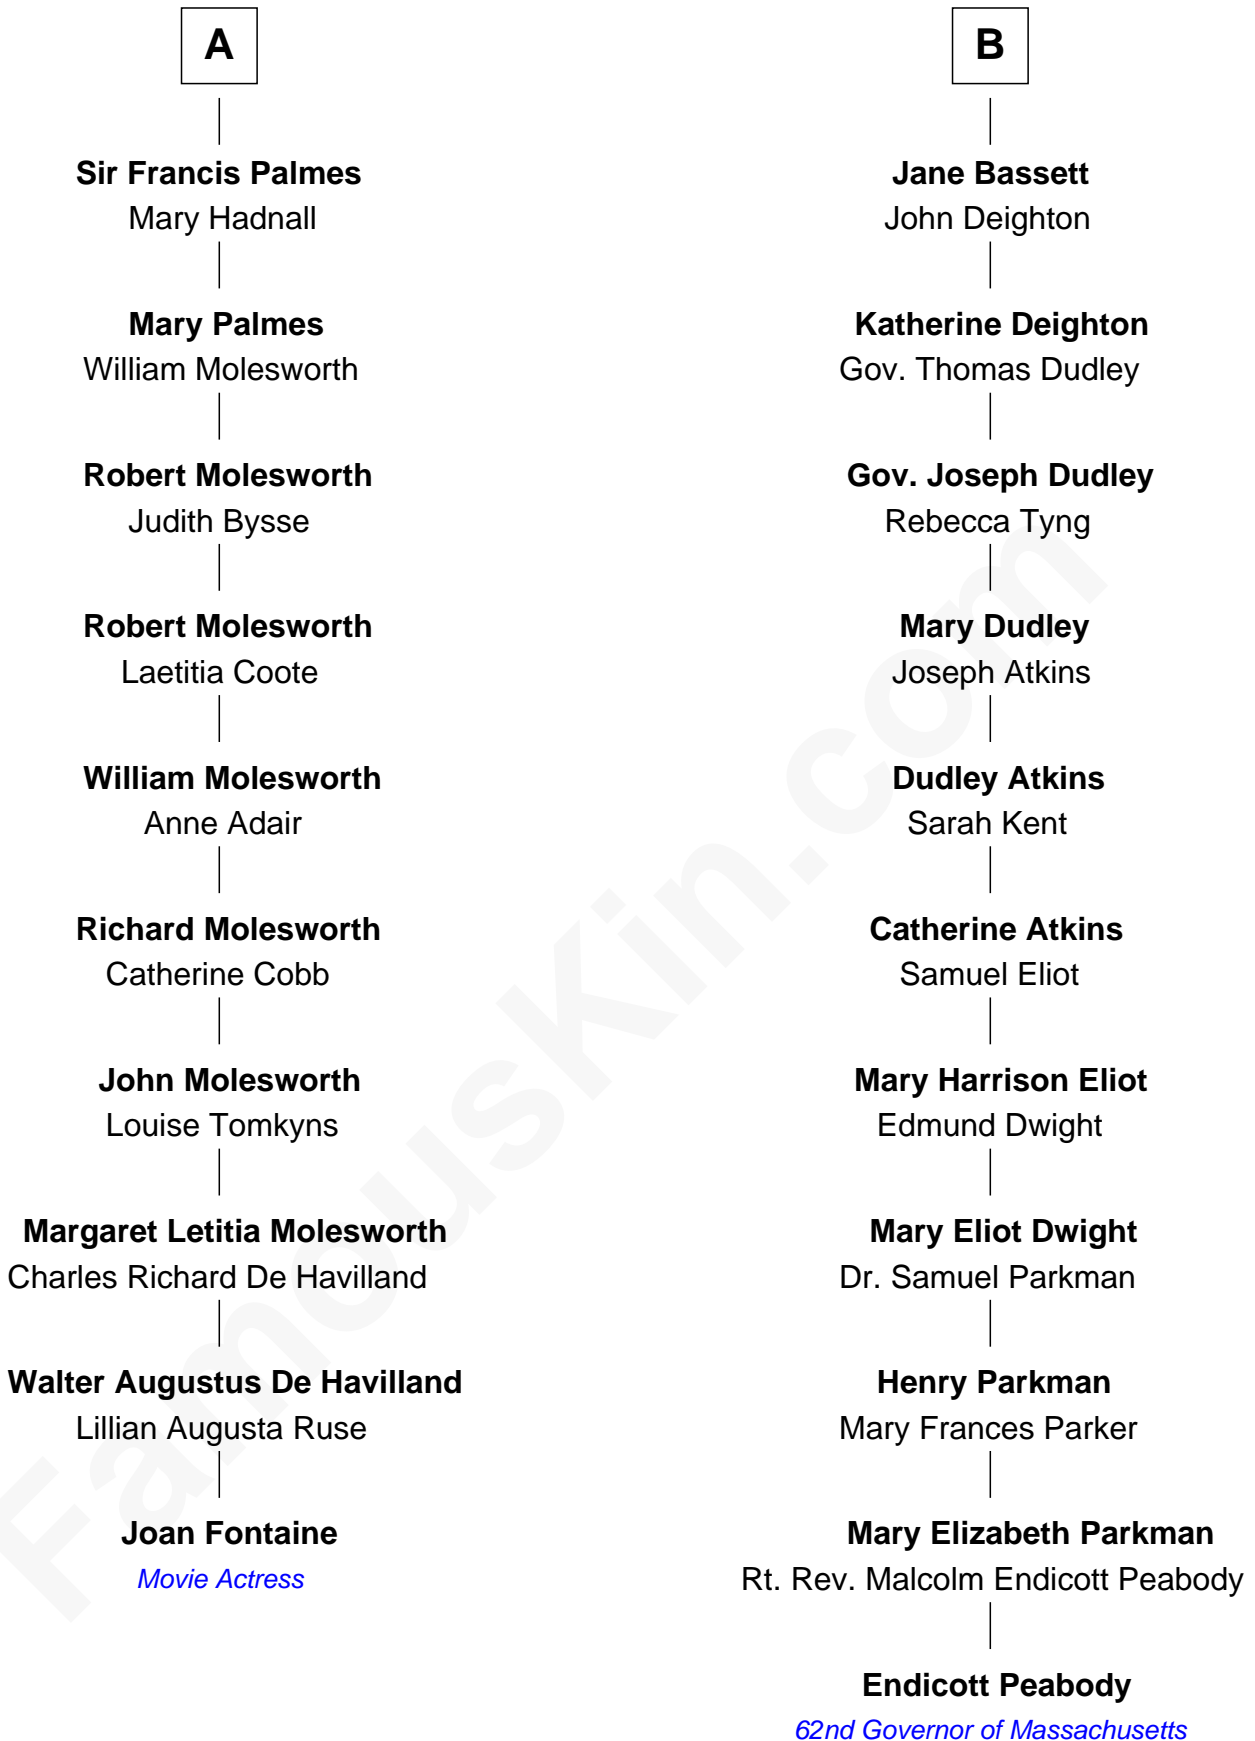 A
Sir Francis Palmes
Mary Hadnall
Mary Palmes
William Molesworth
Robert Molesworth
Judith Bysse
Robert Molesworth
Laetitia Coote
William Molesworth
Anne Adair
Richard Molesworth
Catherine Cobb
John Molesworth
Louise Tomkyns
Margaret Letitia Molesworth
Charles Richard De Havilland
Walter Augustus De Havilland
Lillian Augusta Ruse
Joan Fontaine
Movie Actress
B
Jane Bassett
John Deighton
Katherine Deighton
Gov. Thomas Dudley
Gov. Joseph Dudley
Rebecca Tyng
Mary Dudley
Joseph Atkins
Dudley Atkins
Sarah Kent
Catherine Atkins
Samuel Eliot
Mary Harrison Eliot
Edmund Dwight
Mary Eliot Dwight
Dr. Samuel Parkman
Henry Parkman
Mary Frances Parker
Mary Elizabeth Parkman
Rt. Rev. Malcolm Endicott Peabody
Endicott Peabody
62nd Governor of Massachusetts
FamousKin.com